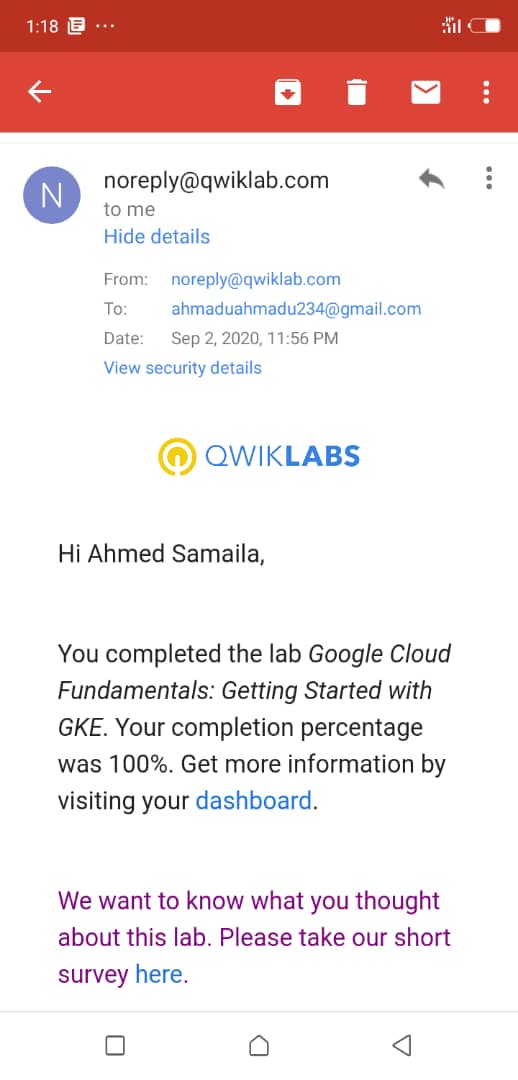 1:18
N
noreply@qwiklab.com
to me
Hide details
From: noreply@qwiklab.com
To: ahmaduahmadu234@gmail.com
Date: Sep 2, 2020, 11:56 PM
View security details
QWIKLABS
Hi Ahmed Samaila,
You completed the lab Google Cloud
Fundamentals: Getting Started with
GKE. Your completion percentage
was 100%. Get more information by
visiting your dashboard.
We want to know what you thought
about this lab. Please take our short
survey here.